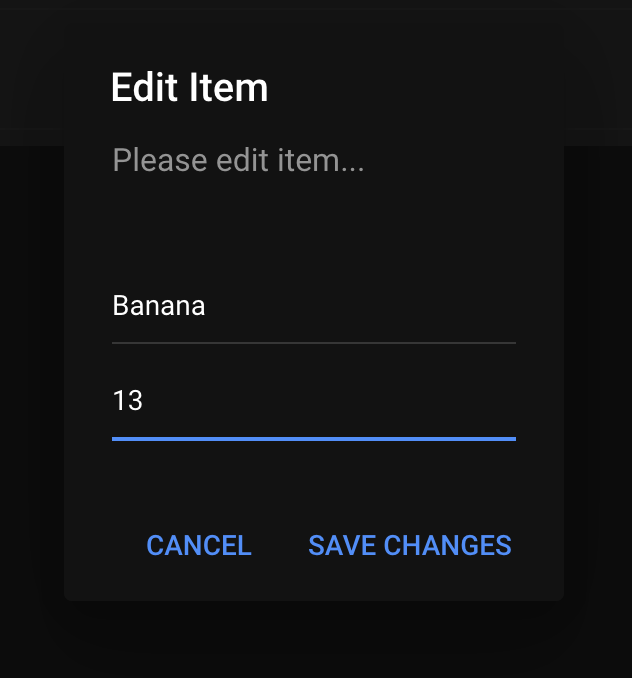 Edit Item
Please edit item...
Banana
13
CANCEL SAVE CHANGES